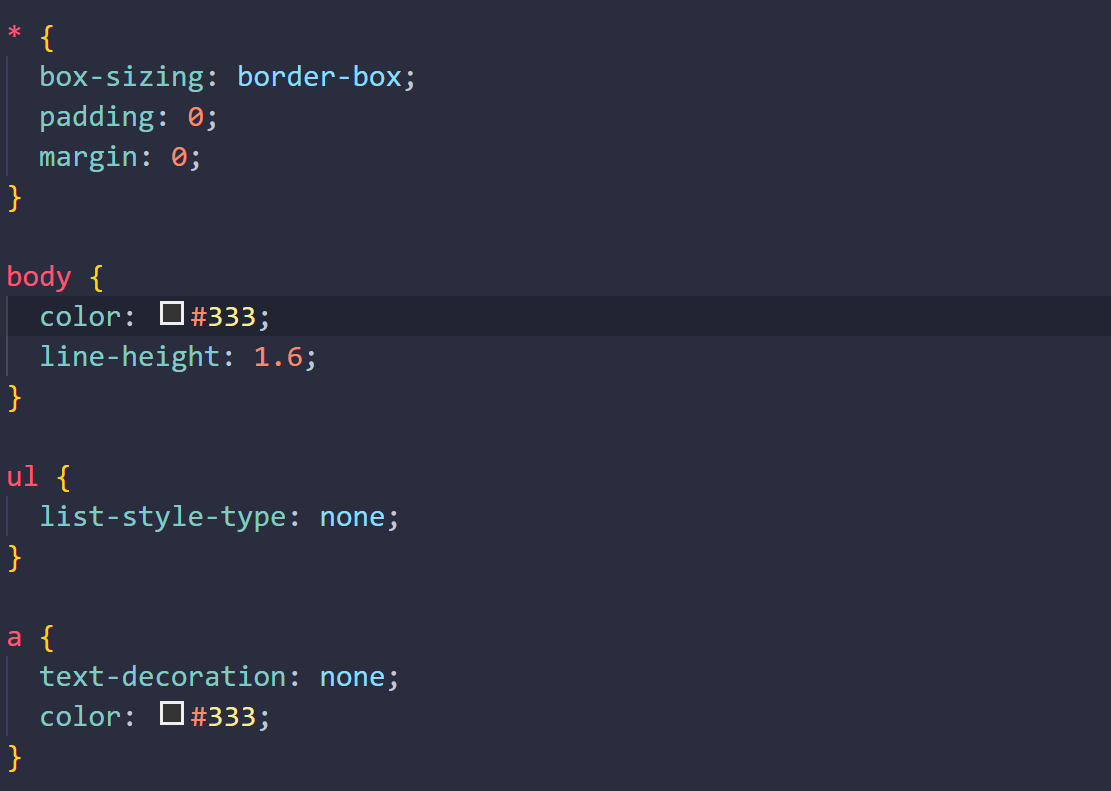 * {
  box-sizing: border-box;
  padding: 0;
  margin: 0;
}

body {
  color: #333;
  line-height: 1.6;
}

ul {
  list-style-type: none;
}

a {
  text-decoration: none;
  color: #333;
}